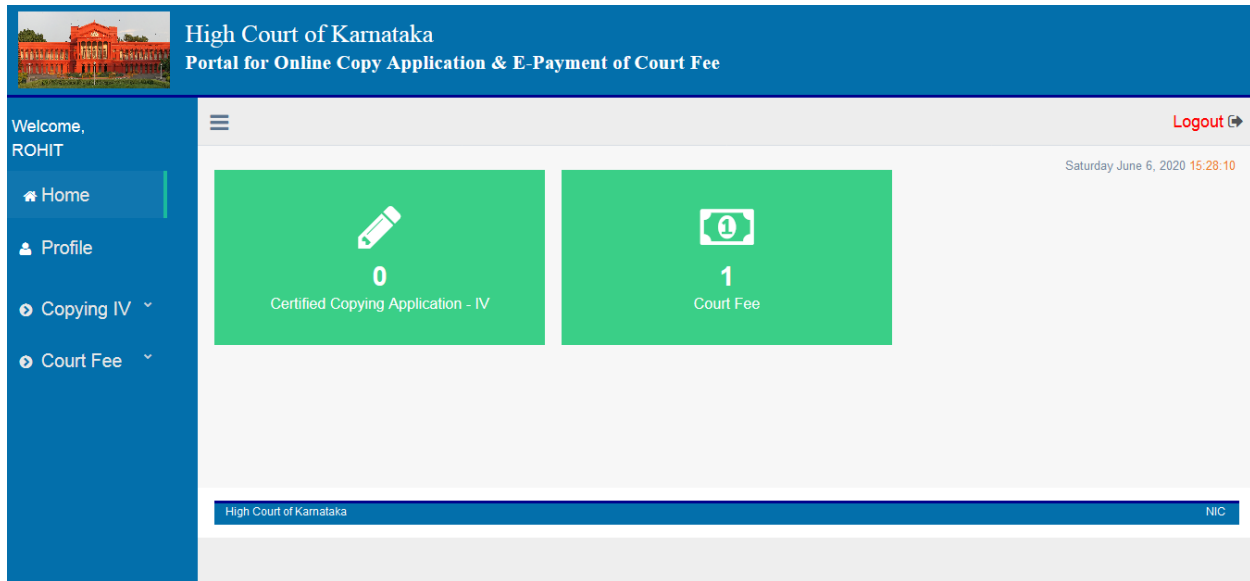 High Court of Karnataka
Portal for Online Copy Application & E-Payment of Court Fee
Welcome,
ROHIT
Logout
Saturday June 6, 2020 15:28:10
Home
Profile
Copying IV
Court Fee
0
Certified Copying Application - IV
1
1
Court Fee
High Court of Karnataka
NIC